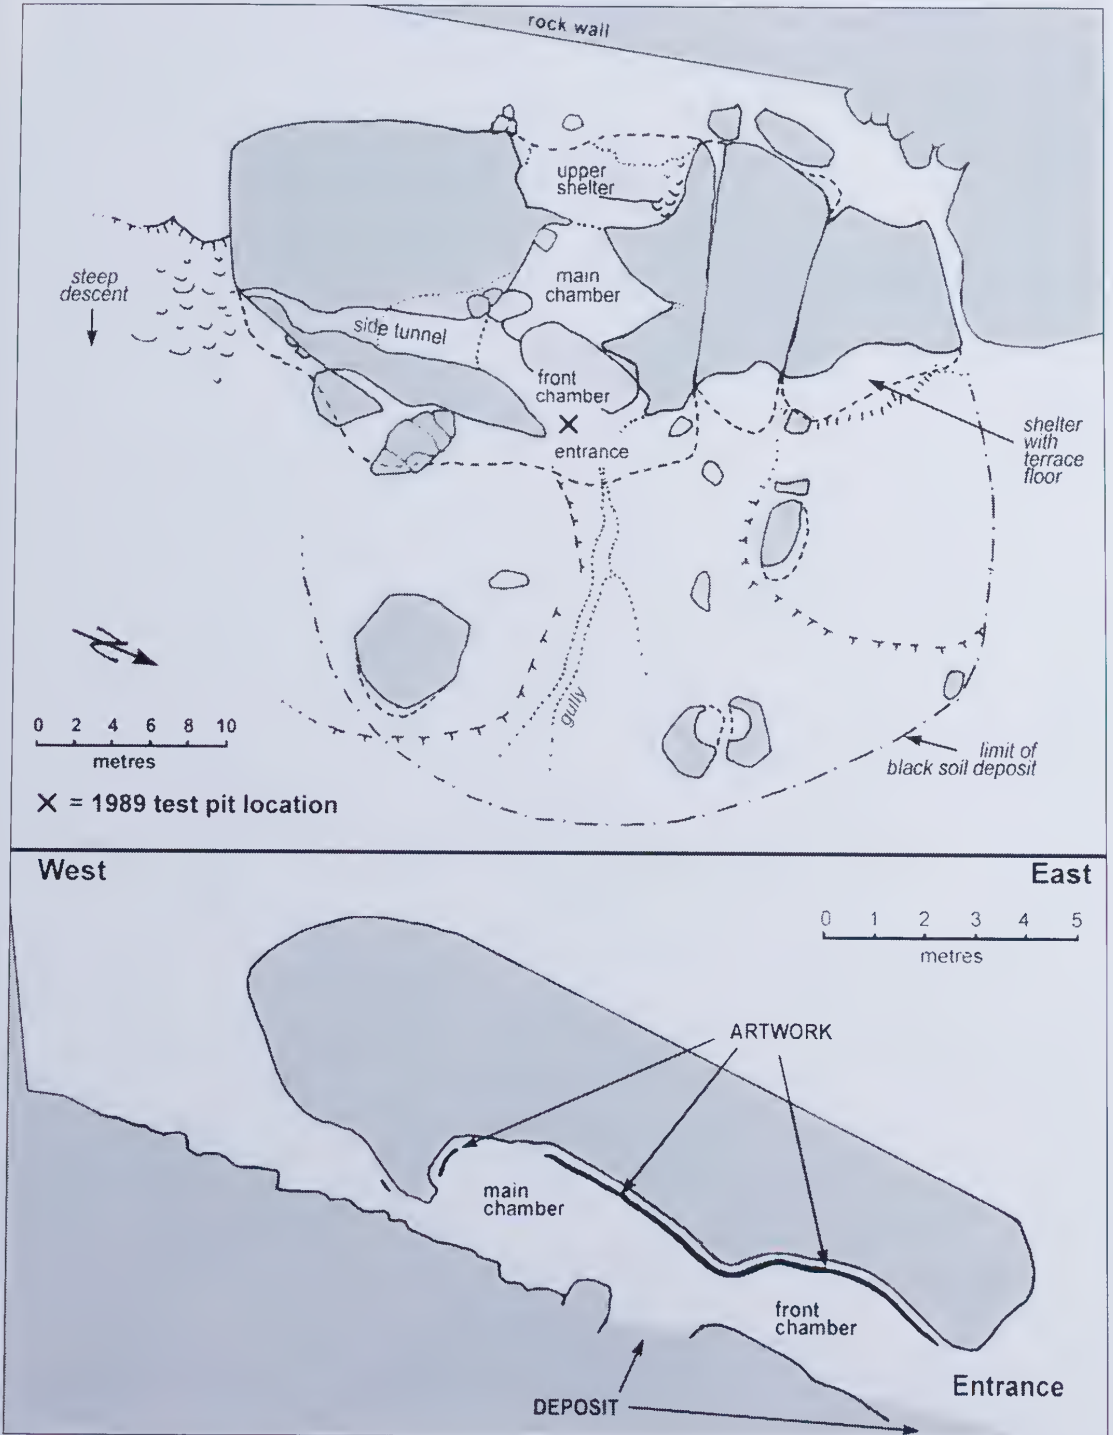 rock wall
upper
shelter
main
chamber
steep
descent
side tunnel
front
chamber
entrance
shelter
with
terrace
floor
gully
0 2 4 6 8 10
metres
limit of
black soil deposit
X = 1989 test pit location
West
East
0 1 2 3 4 5
metres
ARTWORK
main
chamber
front
chamber
Entrance
DEPOSIT